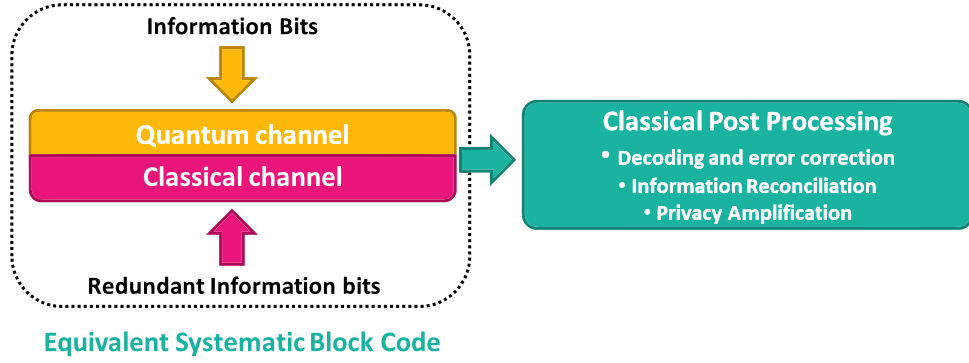 Information Bits
Quantum channel
Classical channel
Redundant Information bits
Equivalent Systematic Block Code
Classical Post Processing
• Decoding and error correction
• Information Reconciliation
• Privacy Amplification